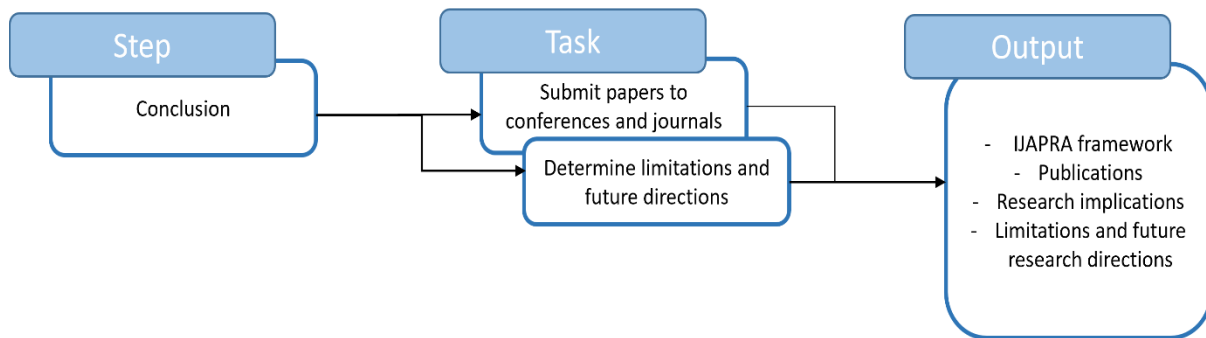 Step
Conclusion
Task
Submit papers to
conferences and journals
Determine limitations and
future directions
Output
- IJAPRA framework
- Publications
- Research implications
- Limitations and future
research directions